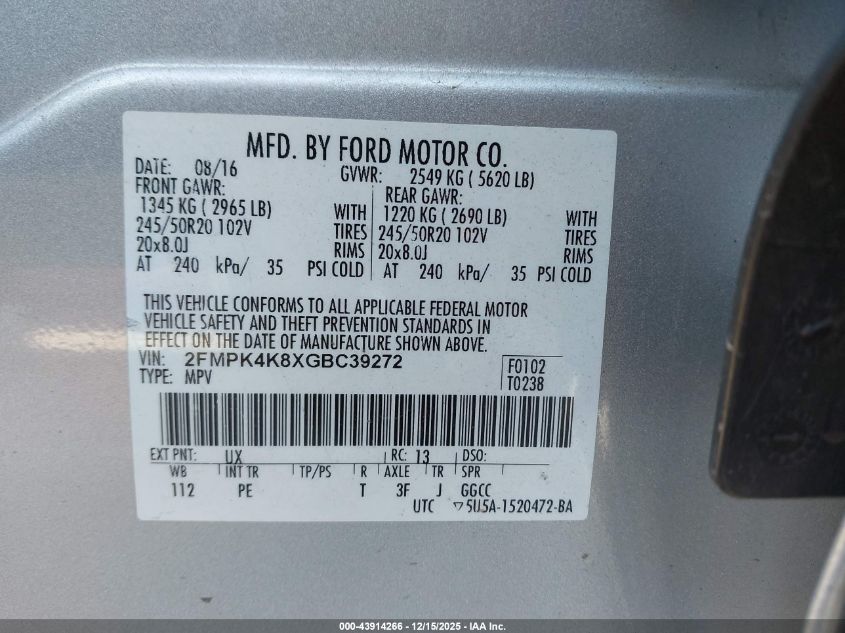 MFD. BY FORD MOTOR CO.
DATE: 08/16 GVWR: 2549 KG ( 5620 LB)
FRONT GAWR: REAR GAWR:
1345 KG ( 2965 LB) WITH 1220 KG ( 2690 LB) WITH
245/50R20 102V TIRES 245/50R20 102V TIRES
20x8.0J RIMS 20x8.0J RIMS
AT 240 kPa/ 35 PSI COLD AT 240 kPa/ 35 PSI COLD
THIS VEHICLE CONFORMS TO ALL APPLICABLE FEDERAL MOTOR
VEHICLE SAFETY AND THEFT PREVENTION STANDARDS IN
EFFECT ON THE DATE OF MANUFACTURE SHOWN ABOVE.
VIN: 2FMPK4K8XGBC39272 F0102
TYPE: MPV T0238
EXT PNT: UX RC: 13 DSO:
WB INT TR TP/PS R AXLE TR SPR
112 PE T 3F J GGCC
UTC ▽5U5A-1520472-BA
000-43914266 - 12/15/2025 - IAA Inc.